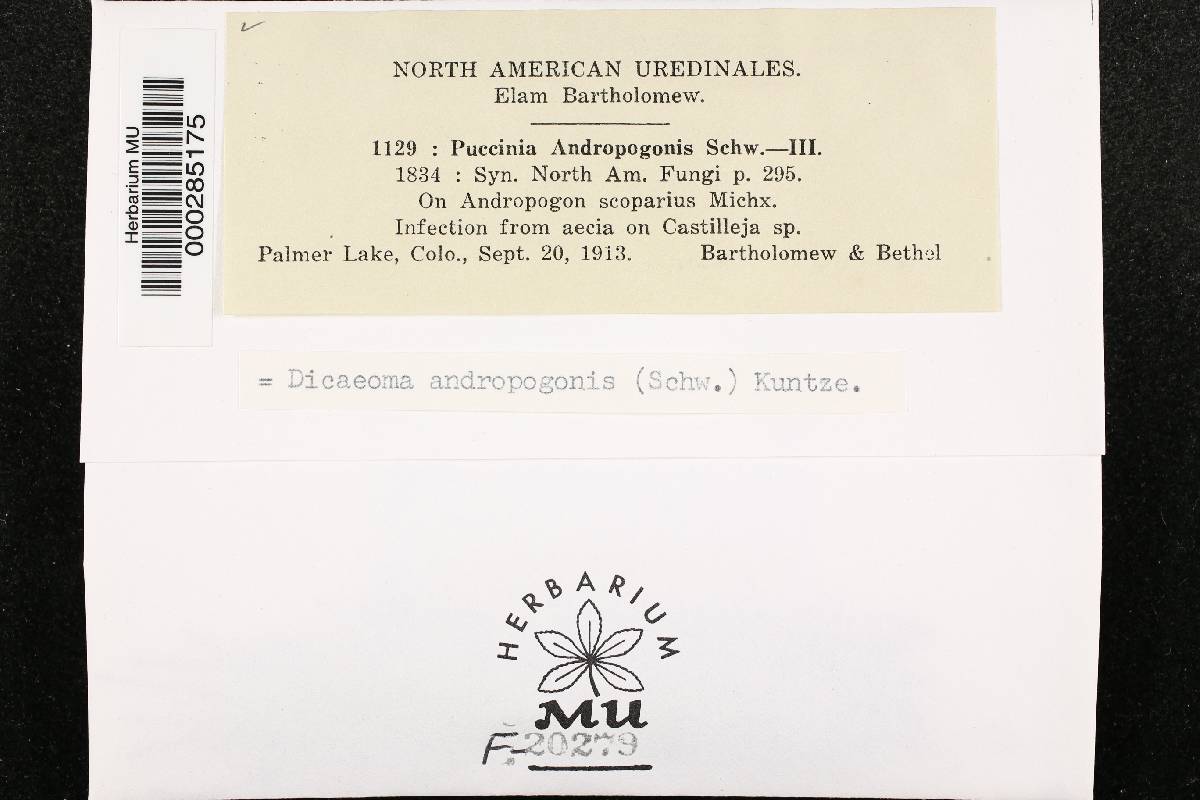 NORTH AMERICAN UREDINALES.
Elam Bartholomew.
1129 : Puccinia Andropogonis Schw.—III.
1834 : Syn. North Am. Fungi p. 295.
On Andropogon scoparius Michx.
Infection from aecia on Castilleja sp.
Palmer Lake, Colo., Sept. 20, 1913. Bartholomew & Bethel
Herbarium MU
000285175
= Dicaeoma andropogonis (Schw.) Kuntze.
HERBARIUM
MU
F-20279